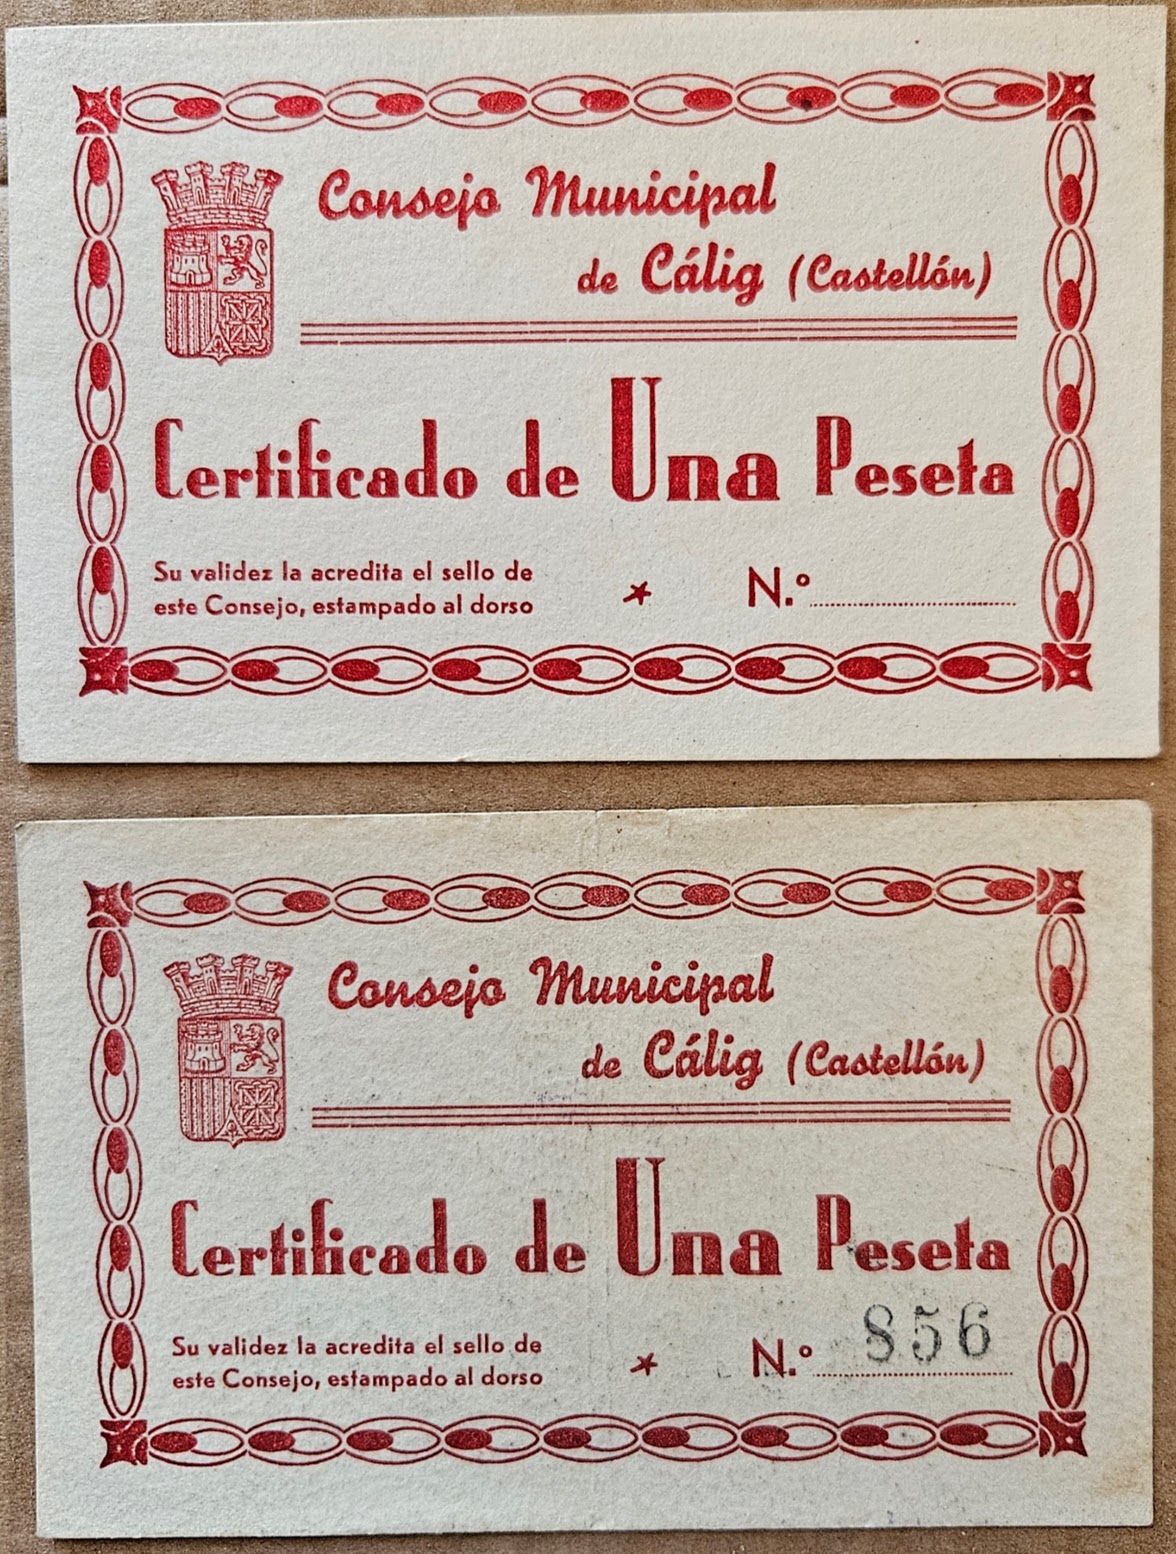 Consejo Municipal
de Cálig (Castellón)
Certificado de Una Peseta
Su validez la acredita el sello de
este Consejo, estampado al dorso
* N.º
Consejo Municipal
de Cálig (Castellón)
Certificado de Una Peseta
Su validez la acredita el sello de
este Consejo, estampado al dorso
* N.º 856